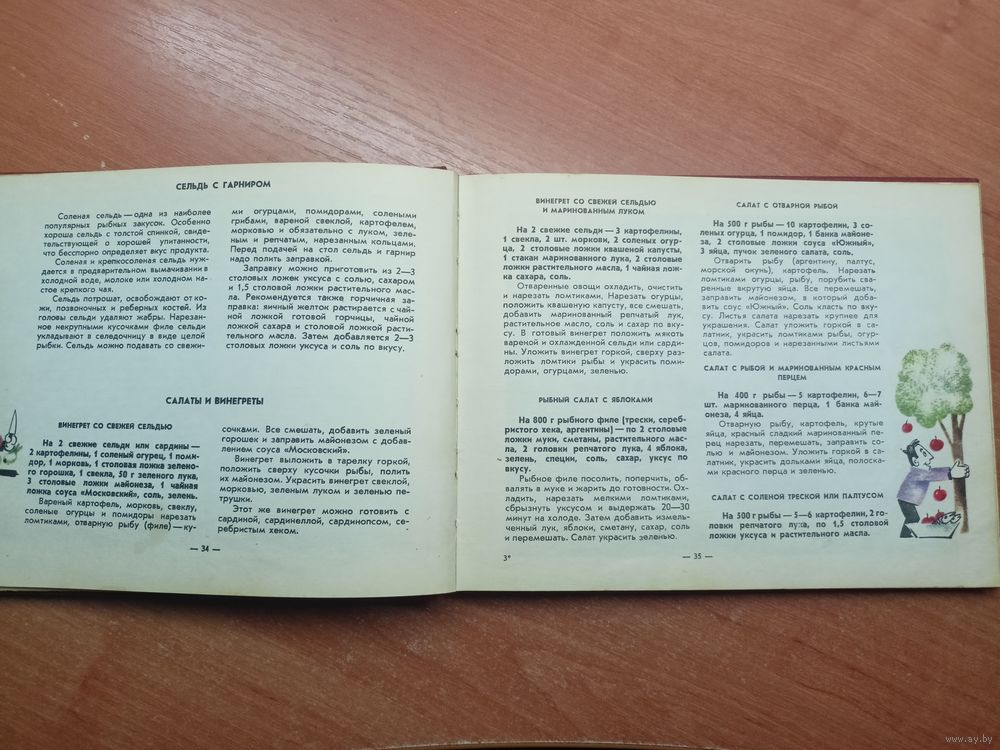 СЕЛЬДЬ С ГАРНИРОМ
Соленая сельдь — одна из наиболее
популярных рыбных закусок. Особенно
хороша сельдь с толстой спинкой, свиде-
тельствующей о хорошей упитанности,
что бесспорно определяет вкус продукта.
Соленая и крепкосоленая сельдь нуж-
дается в предварительном вымачивании в
холодной воде, молоке или холодном на-
стое крепкого чая.
Сельдь потрошат, освобождают от ко-
жи, позвоночных и реберных костей. Из
головы сельди удаляют жабры. Нарезан-
ное некрупными кусочками филе сельди
укладывают в селедочницу в виде целой
рыбки. Сельдь можно подавать со свежи-
ми огурцами, помидорами, солеными
грибами, вареной свеклой, картофелем,
морковью и обязательно с луком, зеле-
ным и репчатым, нарезанным кольцами.
Перед подачей на стол сельдь и гарнир
надо полить заправкой.
Заправку можно приготовить из 2—3
столовых ложек уксуса с солью, сахаром
и 1,5 столовой ложки растительного мас-
ла. Рекомендуется также горчичная за-
правка: яичный желток растирается с чай-
ной ложкой готовой горчицы, чайной
ложкой сахара и столовой ложкой расти-
тельного масла. Затем добавляется 2—3
столовых ложки уксуса и соль по вкусу.
САЛАТЫ И ВИНЕГРЕТЫ
ВИНЕГРЕТ СО СВЕЖЕЙ СЕЛЬДЬЮ
На 2 свежие сельди или сардины —
2 картофелины, 1 соленый огурец, 1 поми-
дор, 1 морковь, 1 столовая ложка зелено-
го горошка, 1 свекла, 50 г зеленого лука,
3 столовых ложки майонеза, 1 чайная
ложка соуса «Московский», соль, зелень.
Вареный картофель, морковь, свеклу,
соленые огурцы и помидоры нарезать
ломтиками, отварную рыбу (филе) — ку-
сочками. Все смешать, добавить зеленый
горошек и заправить майонезом с добав-
лением соуса «Московский».
Винегрет выложить в тарелку горкой,
положить сверху кусочки рыбы, полить
их майонезом. Украсить винегрет свеклой,
морковью, зеленым луком и зеленью пе-
трушки.
Этот же винегрет можно готовить с
сардиной, сардинеллой, сардинопсом, се-
ребристым хеком.
— 34 —
ВИНЕГРЕТ СО СВЕЖЕЙ СЕЛЬДЬЮ
И МАРИНОВАННЫМ ЛУКОМ
На 2 свежие сельди — 3 картофелины,
1 свекла, 2 шт. моркови, 2 соленых огур-
ца, 2 столовые ложки квашеной капусты,
1 стакан маринованного лука, 2 столовые
ложки растительного масла, 1 чайная лож-
ка сахара, соль.
Отваренные овощи охладить, очистить
и нарезать ломтиками. Нарезать огурцы,
положить квашеную капусту, все смешать,
добавить маринованный репчатый лук,
растительное масло, соль и сахар по вку-
су. В готовый винегрет положить мякоть
вареной и охлажденной сельди или сарди-
ны. Уложить винегрет горкой, сверху раз-
ложить ломтики рыбы и украсить поми-
дорами, огурцами, зеленью.
РЫБНЫЙ САЛАТ С ЯБЛОКАМИ
На 800 г рыбного филе [трески, сереб-
ристого хека, аргентины] — по 2 столовые
ложки муки, сметаны, растительного мас-
ла, 2 головки репчатого лука, 4 яблока,
зелень, специи, соль, сахар, уксус по
вкусу.
Рыбное филе посолить, поперчить, об-
валять в муке и жарить до готовности. Ох-
ладить, нарезать мелкими ломтиками,
сбрызнуть уксусом и выдержать 20—30
минут на холоде. Затем добавить измель-
ченный лук, яблоки, сметану, сахар, соль
и перемешать. Салат украсить зеленью.
3*
САЛАТ С ОТВАРНОЙ РЫБОЙ
На 500 г рыбы — 10 картофелин, 3 со-
леных огурца, 1 помидор, 1 банка майоне-
за, 2 столовые ложки соуса «Южный»,
3 яйца, пучок зеленого салата, соль.
Отварить рыбу (аргентину, палтус,
морской окунь), картофель. Нарезать
ломтиками огурцы, рыбу, порубить сва-
ренные вкрутую яйца. Все перемешать,
заправить майонезом, в который доба-
вить соус «Южный». Соль класть по вку-
су. Листья салата нарезать крупнее для
украшения. Салат уложить горкой в са-
латник, украсить ломтиками рыбы, огур-
цов, помидоров и нарезанными листьями
салата.
САЛАТ С РЫБОЙ И МАРИНОВАННЫМ КРАСНЫМ
ПЕРЦЕМ
На 400 г рыбы — 5 картофелин, 6—7
шт. маринованного перца, 1 банка май-
онеза, 4 яйца.
Отварную рыбу, картофель, крутые
яйца, красный сладкий маринованный пе-
рец нарезать, перемешать, заправить со-
лью и майонезом. Уложить горкой в са-
латник, украсить дольками яйца, полоска-
ми красного перца и зеленью.
САЛАТ С СОЛЕНОЙ ТРЕСКОЙ ИЛИ ПАЛТУСОМ
На 500 г рыбы — 5—6 картофелин, 2 го-
ловки репчатого лука, по 1,5 столовой
ложки уксуса и растительного масла.
— 35 —
www.ay.by